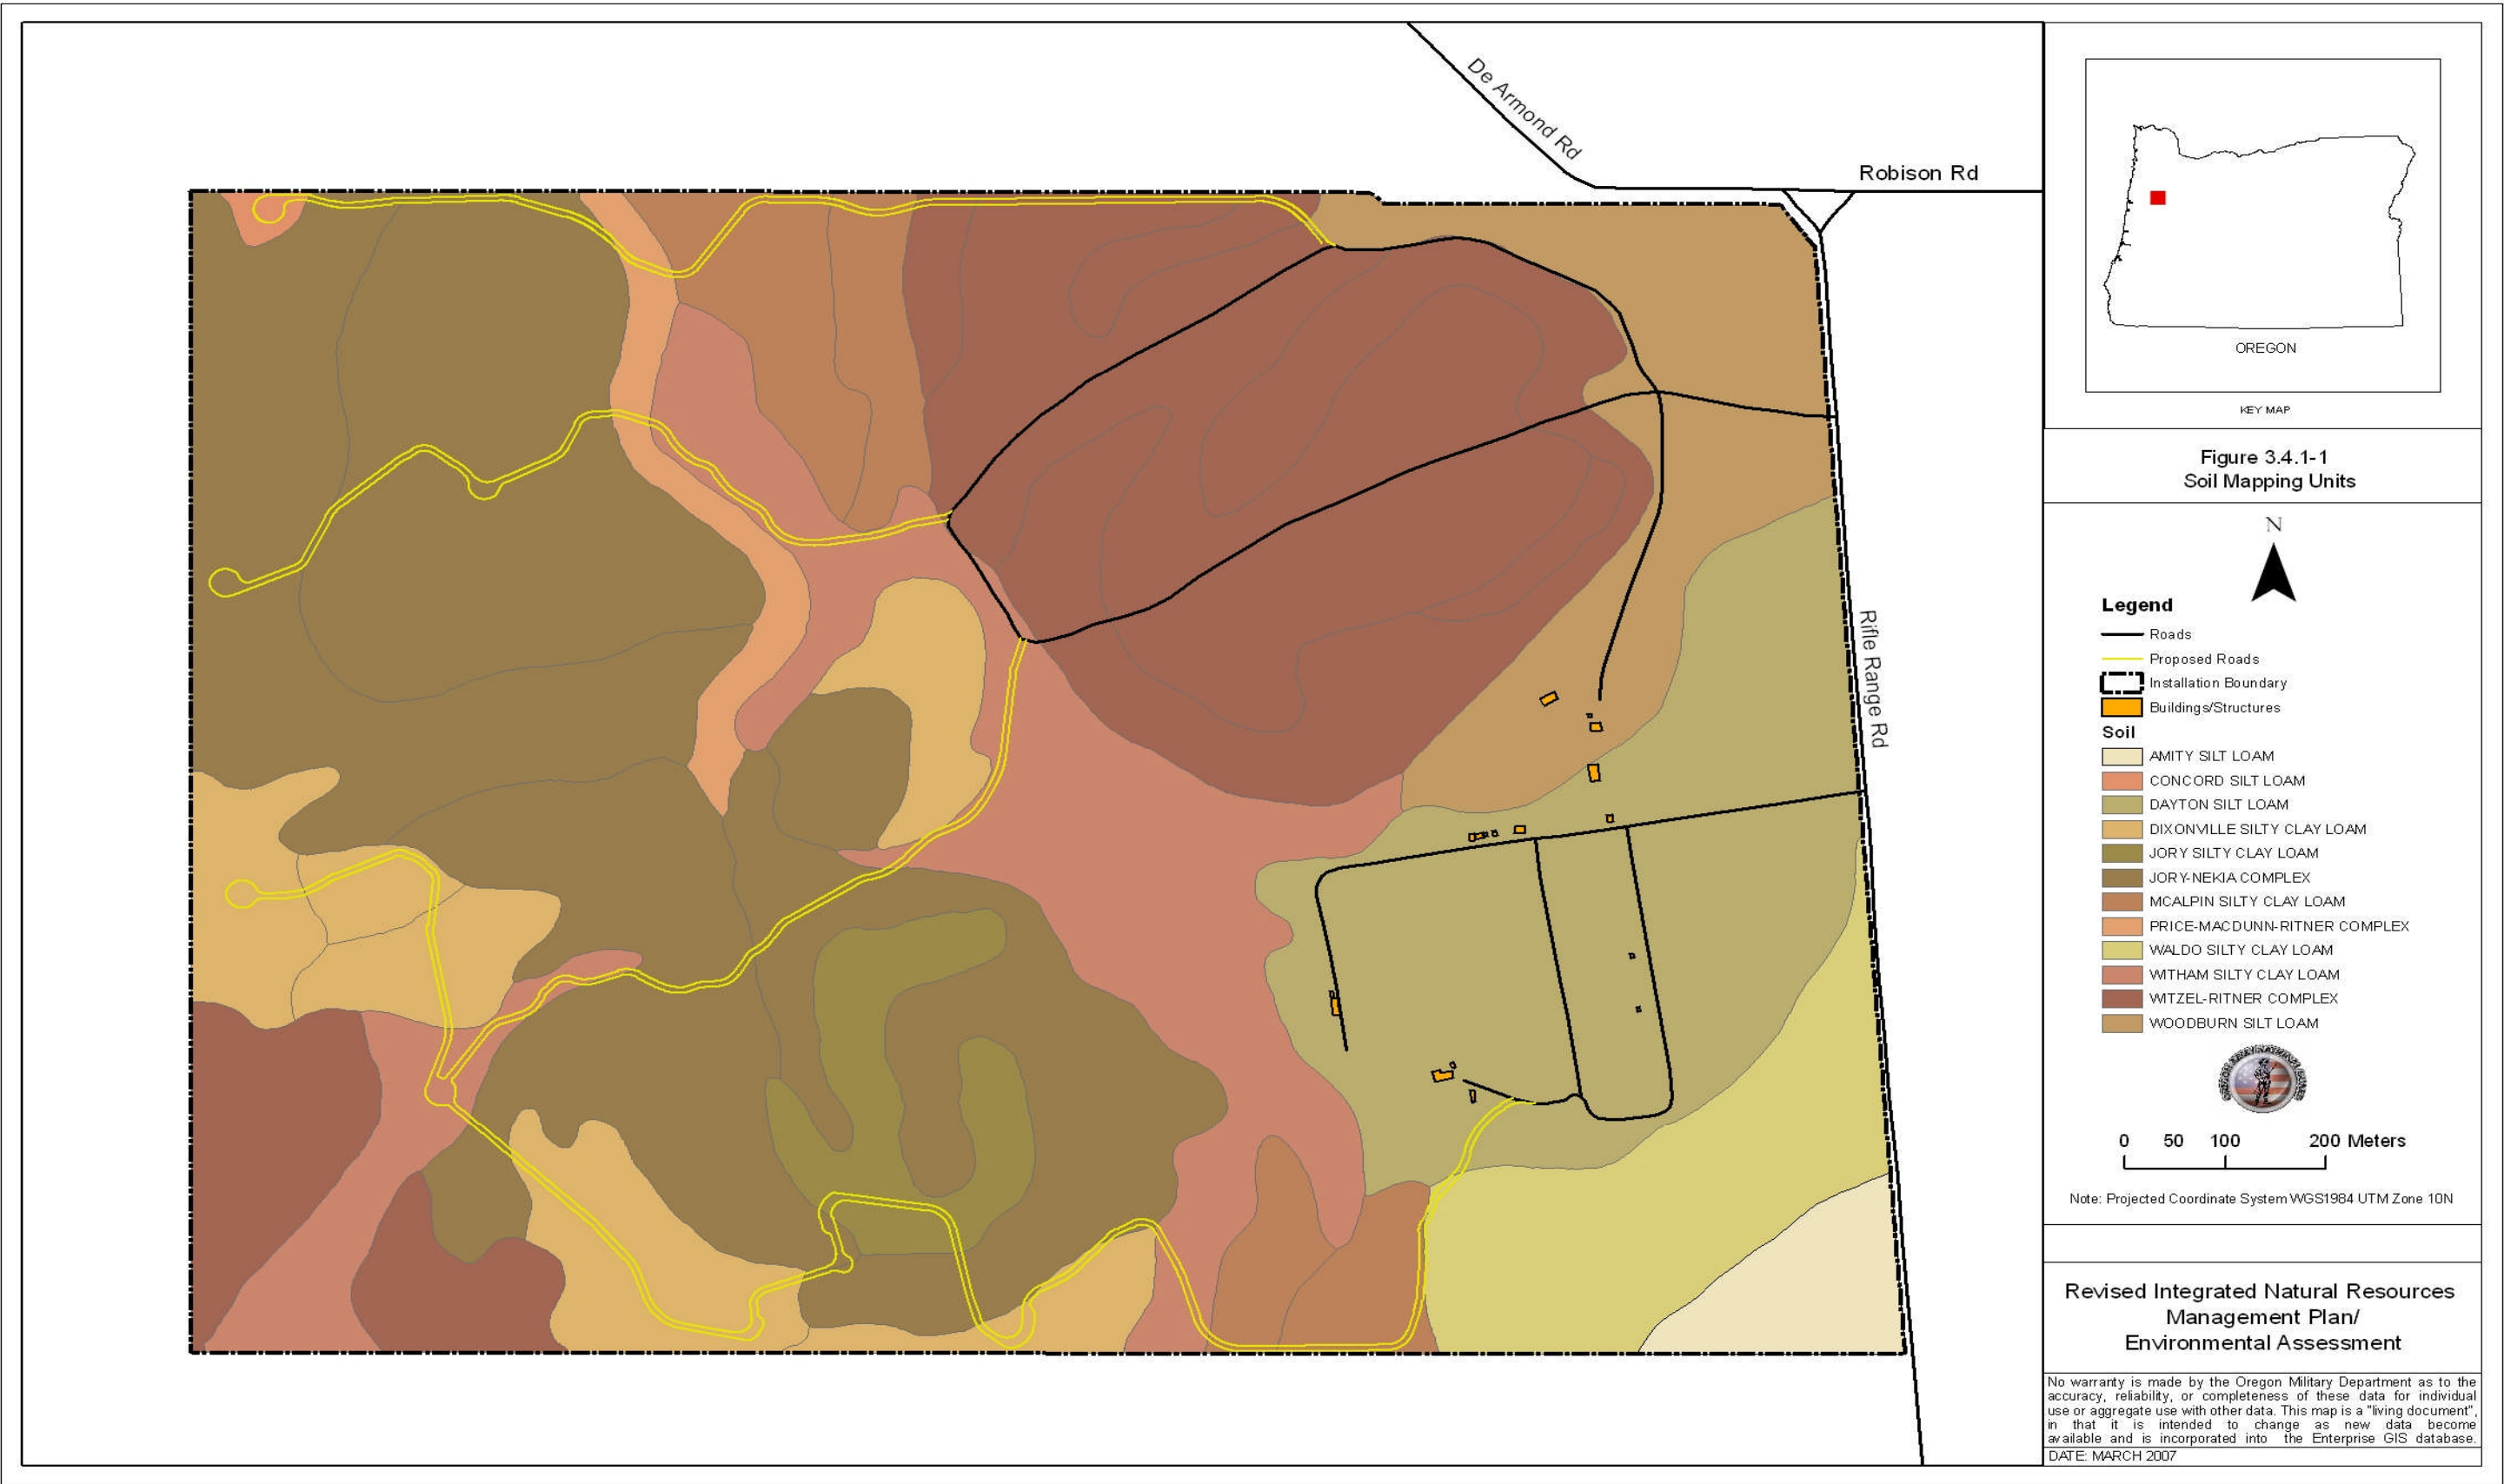 De Armond Rd
Robison Rd
Rifle Range Rd
OREGON
KEY MAP
Figure 3.4.1-1
Soil Mapping Units
N
Legend
Roads
Proposed Roads
Installation Boundary
Buildings/Structures
Soil
AMITY SILT LOAM
CONCORD SILT LOAM
DAYTON SILT LOAM
DIXONVILLE SILTY CLAY LOAM
JORY SILTY CLAY LOAM
JORY-NEKIA COMPLEX
MCALPIN SILTY CLAY LOAM
PRICE-MACDUNN-RITNER COMPLEX
WALDO SILTY CLAY LOAM
WITHAM SILTY CLAY LOAM
WITZEL-RITNER COMPLEX
WOODBURN SILT LOAM
0 50 100 200 Meters
Note: Projected Coordinate System WGS1984 UTM Zone 10N
Revised Integrated Natural Resources
Management Plan/
Environmental Assessment
No warranty is made by the Oregon Military Department as to the
accuracy, reliability, or completeness of these data for individual
use or aggregate use with other data. This map is a "living document",
in that it is intended to change as new data become
available and is incorporated into the Enterprise GIS database.
DATE: MARCH 2007